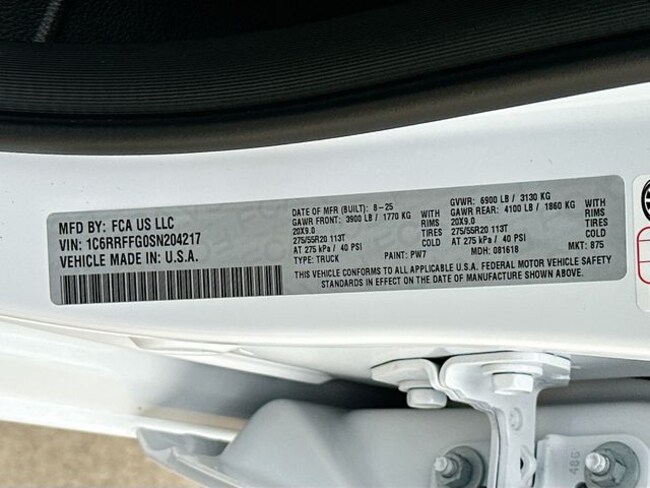 MFD BY: FCA US LLC
VIN: 1C6RRFFG0SN204217
VEHICLE MADE IN: U.S.A.
DATE OF MFR (BUILT): 8-25 GVWR: 6900 LB / 3130 KG
GAWR FRONT: 3900 LB / 1770 KG WITH GAWR REAR: 4100 LB / 1860 KG WITH
20X9.0 RIMS 20X9.0 RIMS
275/55R20 113T TIRES 275/55R20 113T TIRES
AT 275 kPa / 40 PSI COLD AT 275 kPa / 40 PSI COLD
TYPE: TRUCK PAINT: PW7 MDH: 081618 MKT: 875
THIS VEHICLE CONFORMS TO ALL APPLICABLE U.S.A. FEDERAL MOTOR VEHICLE SAFETY
STANDARDS IN EFFECT ON THE DATE OF MANUFACTURE SHOWN ABOVE.